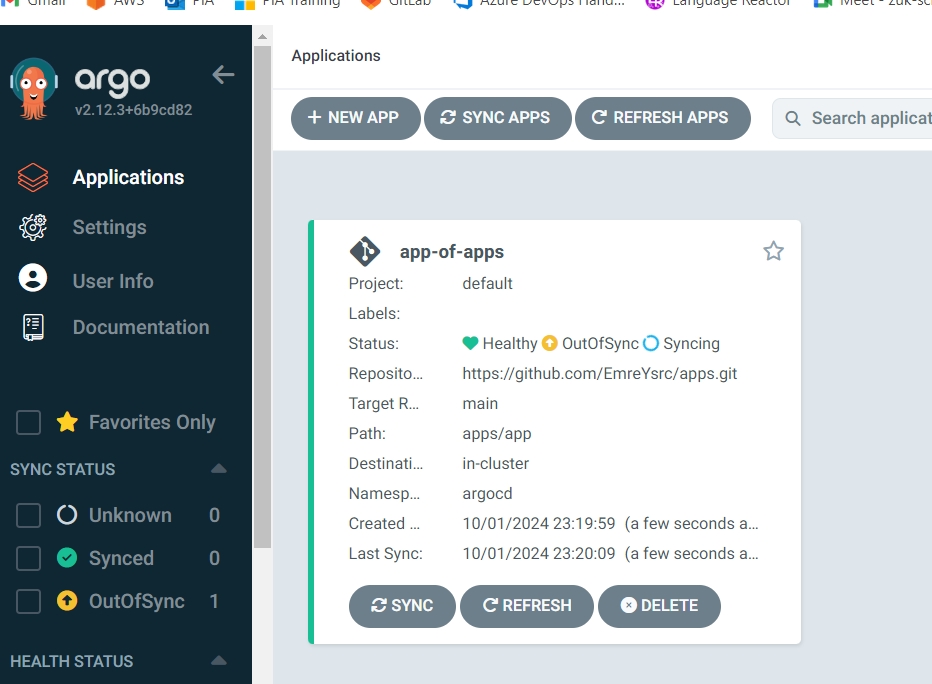 Gmail AWS PIA PIA Training GitLab Azure DevOps Hand... Language Reactor Meet - zuk-sc
argo
v2.12.3+6b9cd82
Applications
Settings
User Info
Documentation
Favorites Only
SYNC STATUS
Unknown 0
Synced 0
OutOfSync 1
HEALTH STATUS
Applications
+ NEW APP SYNC APPS REFRESH APPS Search applicat
app-of-apps
Project: default
Labels:
Status: Healthy OutOfSync Syncing
Reposito... https://github.com/EmreYsrc/apps.git
Target R... main
Path: apps/app
Destinati... in-cluster
Namesp... argocd
Created ... 10/01/2024 23:19:59 (a few seconds a...
Last Sync: 10/01/2024 23:20:09 (a few seconds a...
SYNC REFRESH DELETE